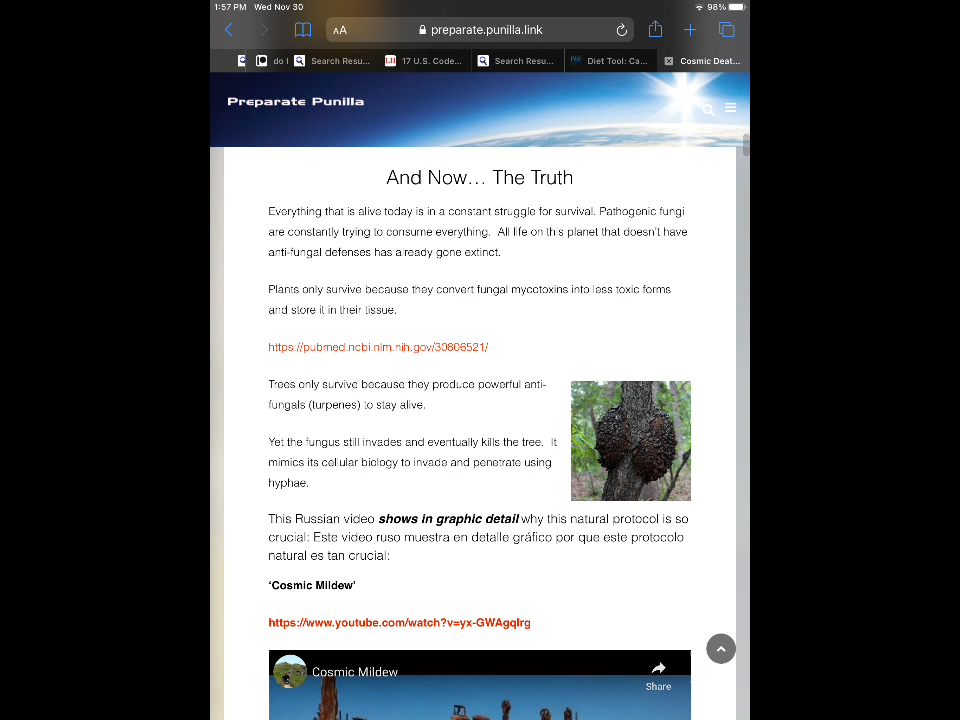 1:57 PM Wed Nov 30
98%
AA
preparate.punilla.link
do I
Search Resu...
LII
17 U.S. Code...
Search Resu...
Diet Tool: Ca...
Cosmic Deat...
Preparate Punilla
And Now… The Truth
Everything that is alive today is in a constant struggle for survival. Pathogenic fungi
are constantly trying to consume everything. All life on this planet that doesn't have
anti-fungal defenses has already gone extinct.
Plants only survive because they convert fungal mycotoxins into less toxic forms
and store it in their tissue.
https://pubmed.ncbi.nlm.nih.gov/30806521/
Trees only survive because they produce powerful anti-
fungals (turpenes) to stay alive.
Yet the fungus still invades and eventually kills the tree. It
mimics its cellular biology to invade and penetrate using
hyphae.
This Russian video shows in graphic detail why this natural protocol is so
crucial: Este video ruso muestra en detalle gráfico por que este protocolo
natural es tan crucial:
‘Cosmic Mildew’
https://www.youtube.com/watch?v=yx-GWAgqIrg
Cosmic Mildew
Share